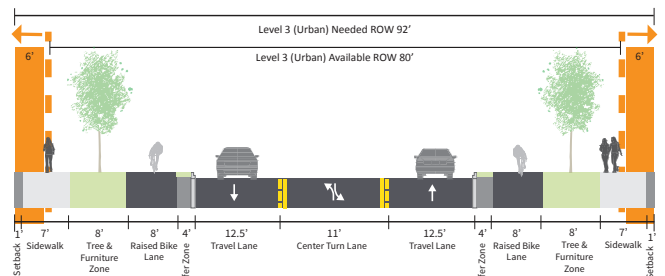 Level 3 (Urban) Needed ROW 92’
Level 3 (Urban) Available ROW 80’
6’
6’
1’ 7’ 8’ 8’ 4’ 12.5’ 11’ 12.5’ 4’ 8’ 8’ 7’ 1’
Setback
Sidewalk
Tree &
Furniture
Zone
Raised Bike
Lane
fer Zone
Travel Lane
Center Turn Lane
Travel Lane
fer Zone
Raised Bike
Lane
Tree &
Furniture
Zone
Sidewalk
Setback